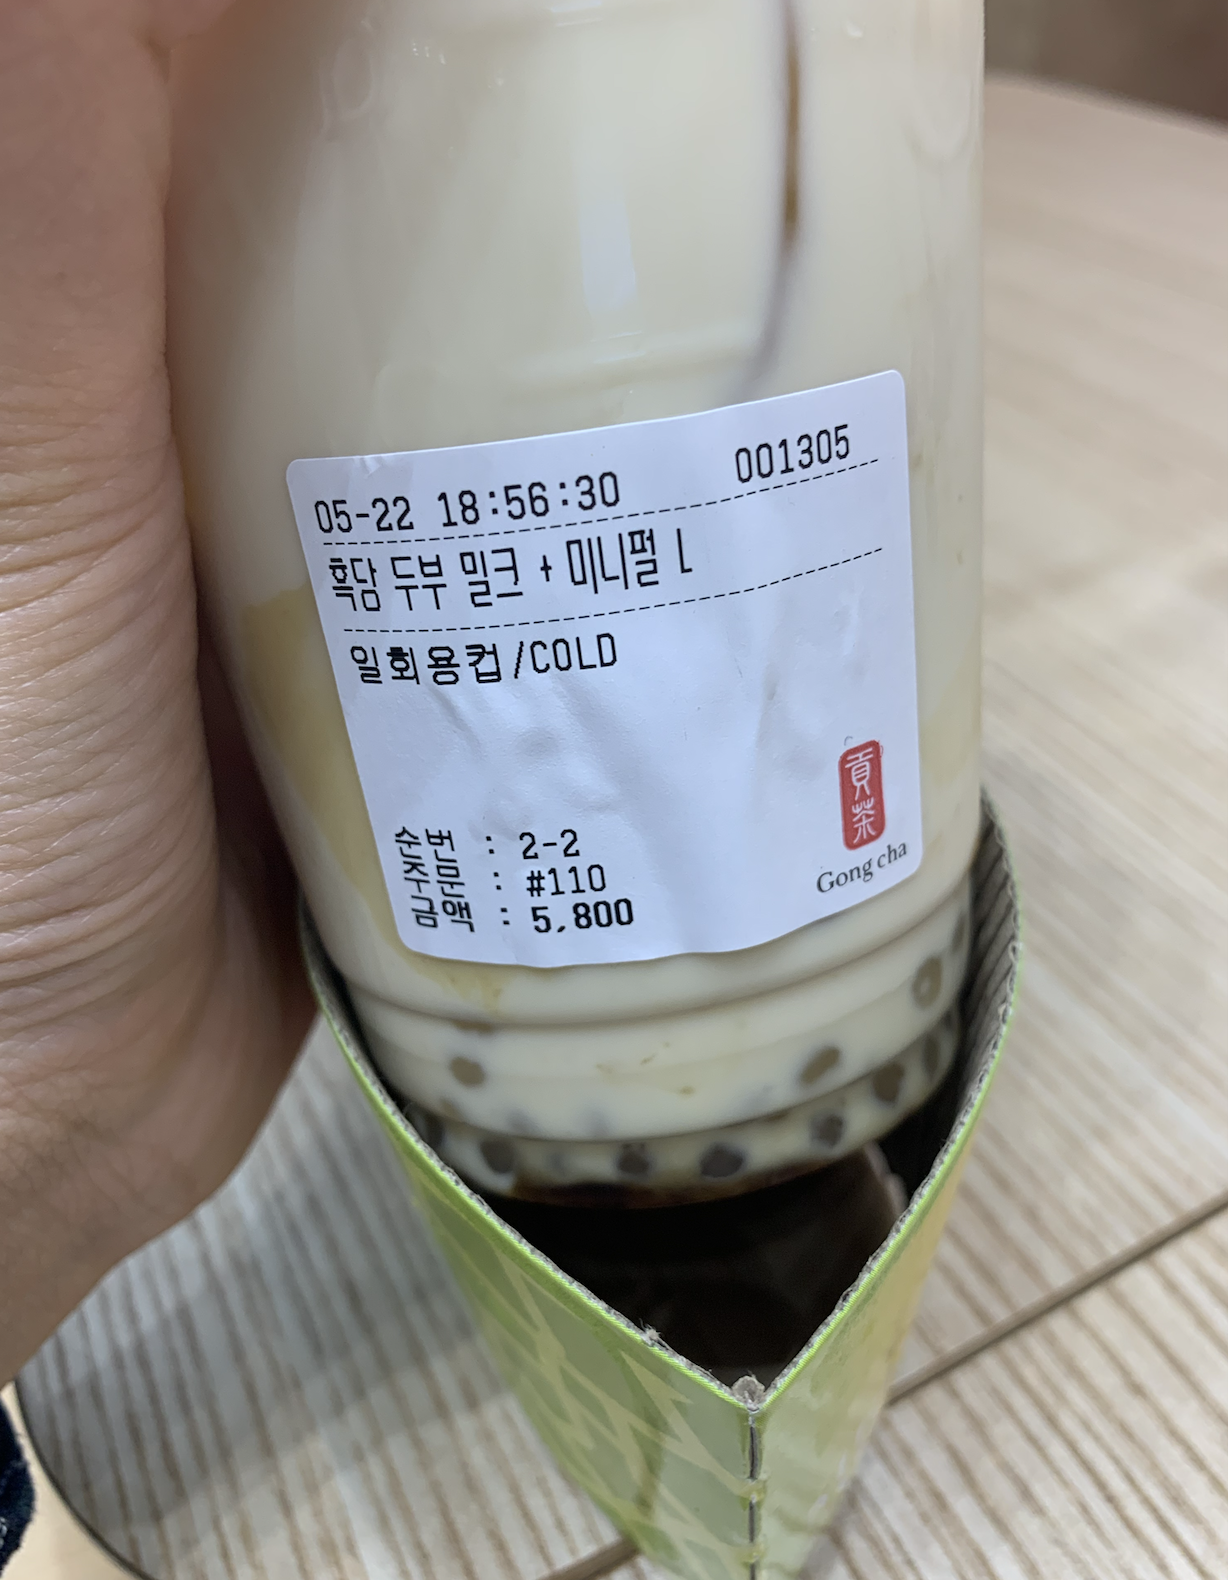 05-22 18:56:30 001305
흑당 두부 밀크 + 미니펄 L
일회용컵/COLD
순번 : 2-2
주문 : #110
금액 : 5,800
貢茶
Gong cha